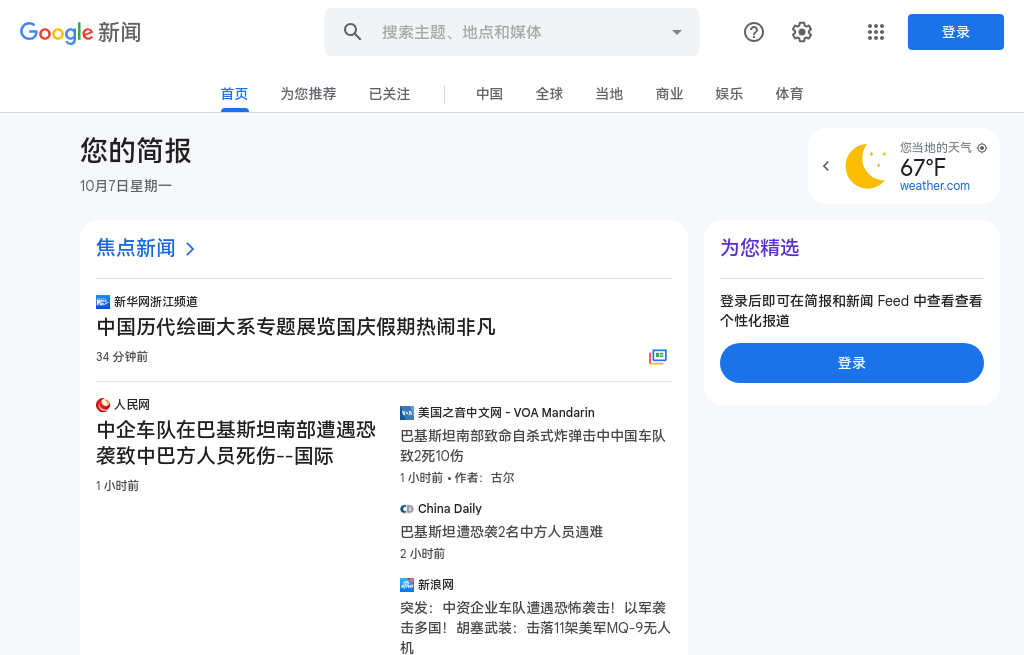 Google 新闻
搜索主题、地点和媒体
登录
首页
为您推荐
已关注
中国
全球
当地
商业
娱乐
体育
您的简报
10月7日星期一
您当地的天气
67°F
weather.com
焦点新闻
新华网浙江频道
中国历代绘画大系专题展览国庆假期热闹非凡
34 分钟前
人民网
中企车队在巴基斯坦南部遭遇恐
袭致中巴方人员死伤--国际
1 小时前
美国之音中文网 - VOA Mandarin
巴基斯坦南部致命自杀式炸弹击中中国车队
致2死10伤
1 小时前 • 作者：古尔
China Daily
巴基斯坦遭恐袭2名中方人员遇难
2 小时前
新浪网
突发：中资企业车队遭遇恐怖袭击！以军袭
击多国！胡塞武装：击落11架美军MQ-9无人
机
为您精选
登录后即可在简报和新闻 Feed 中查看查看
个性化报道
登录